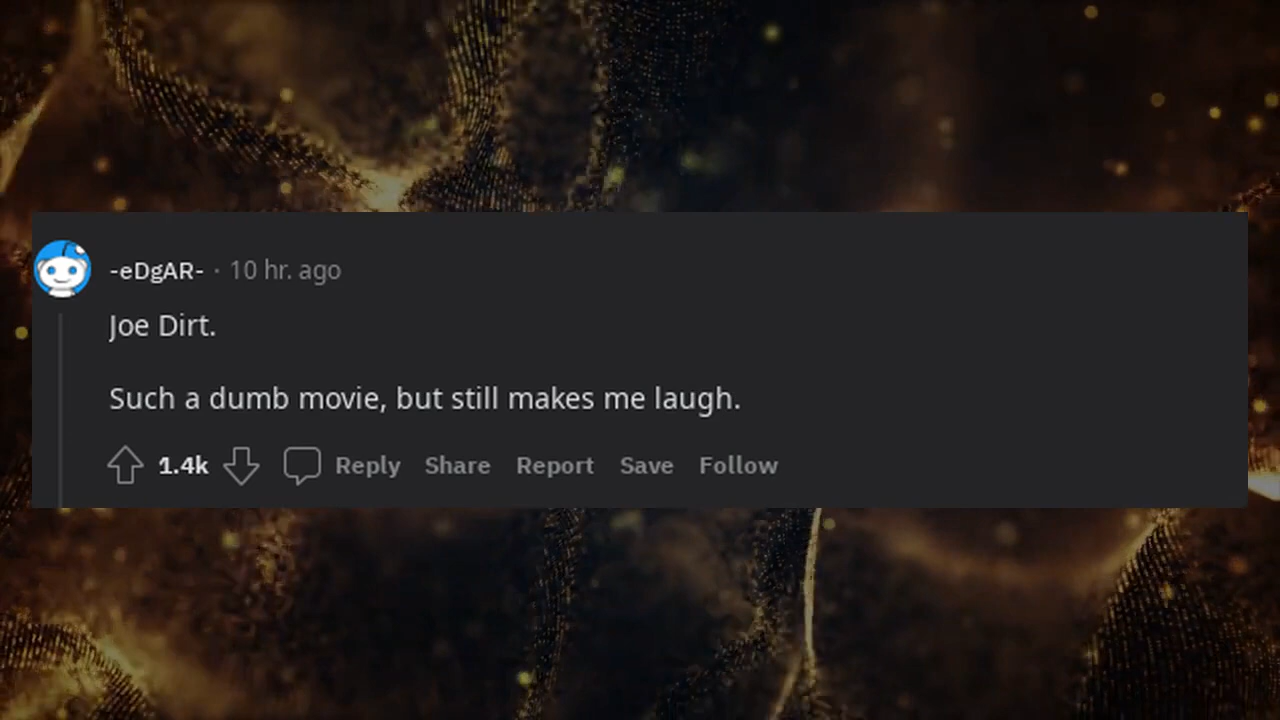 -eDgAR- · 10 hr. ago
Joe Dirt.
Such a dumb movie, but still makes me laugh.
1.4k Reply Share Report Save Follow